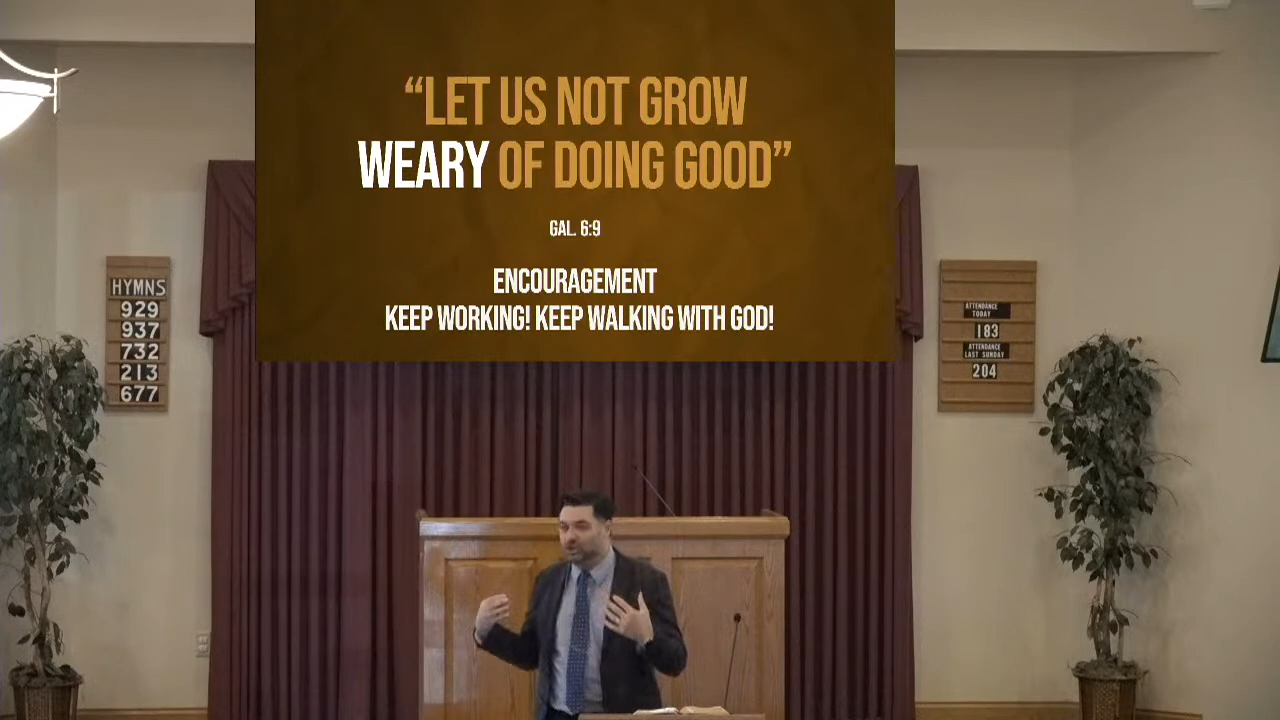 “LET US NOT GROW
WEARY OF DOING GOOD”
GAL. 6:9
ENCOURAGEMENT
KEEP WORKING! KEEP WALKING WITH GOD!
HYMNS
929
937
732
213
677
ATTENDANCE
TODAY
183
ATTENDANCE
LAST SUNDAY
204